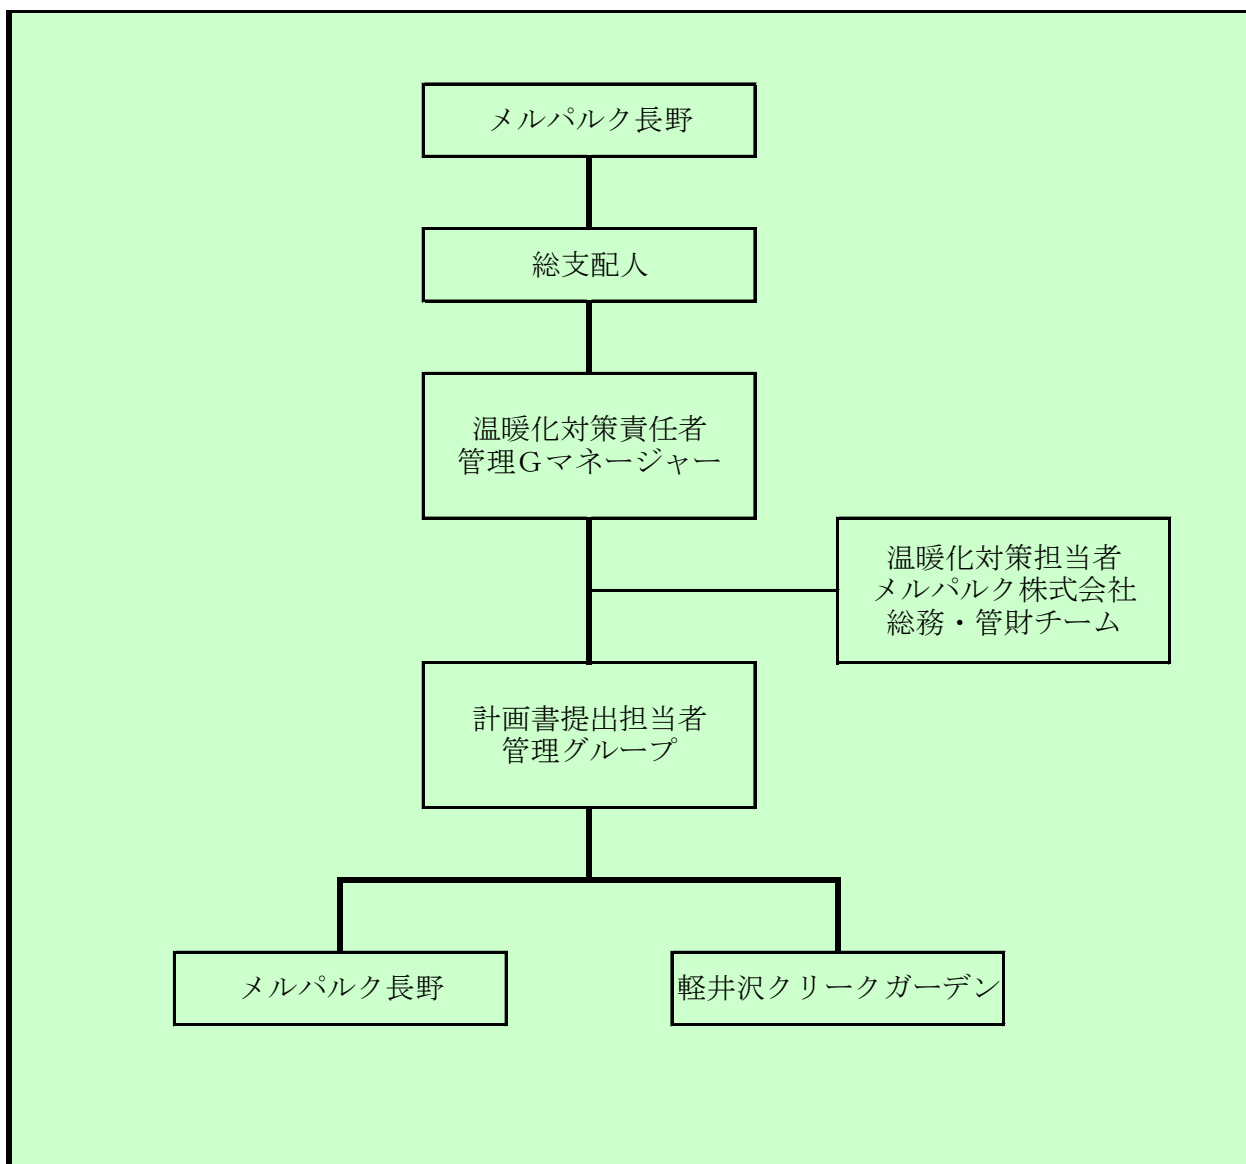 メルパルク長野
総支配人
温暖化対策責任者
管理Ｇマネージャー
温暖化対策担当者
メルパルク株式会社
総務・管財チーム
計画書提出担当者
管理グループ
メルパルク長野
軽井沢クリークガーデン